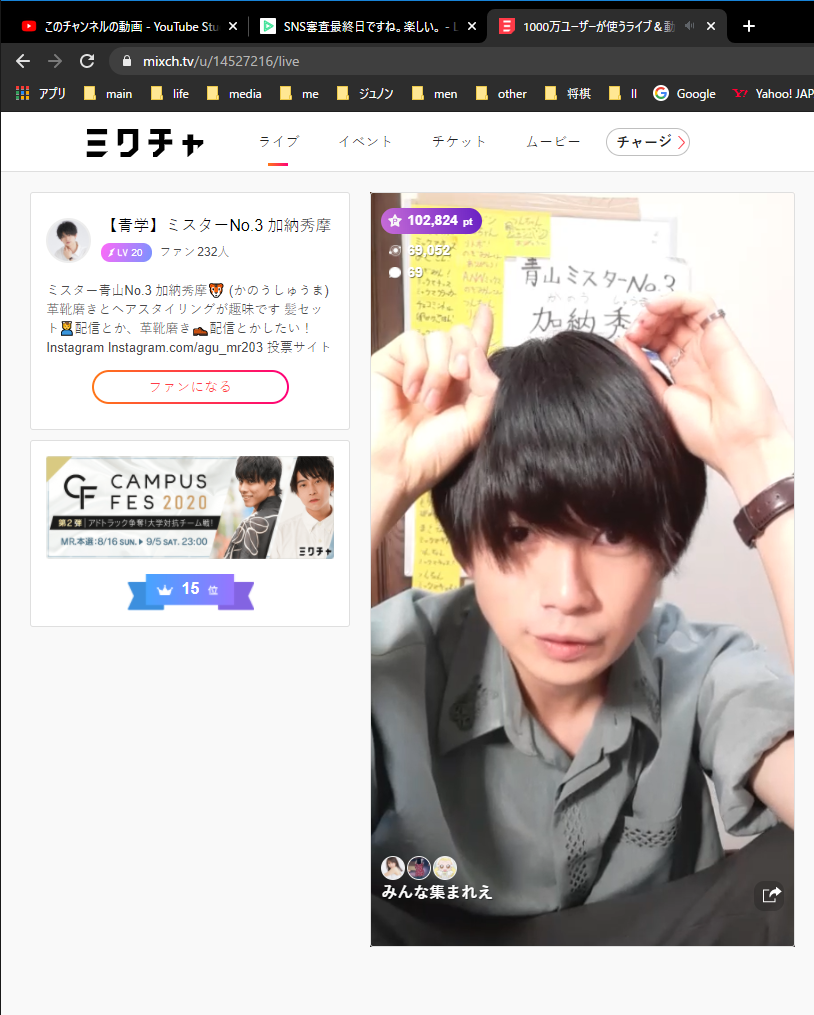 このチャンネルの動画 - YouTube Stu
SNS審査最終日ですね。楽しい。 - L
1000万ユーザーが使うライブ＆動
mixch.tv/u/14527216/live
アプリ
main
life
media
me
ジュノン
men
other
将棋
ll
Google
Yahoo! JAP
ミクチャ
ライブ
イベント
チケット
ムービー
チャージ
【青学】ミスターNo.3 加納秀摩
LV 20
ファン232人
ミスター青山No.3 加納秀摩🐯 (かのうしゅうま)
革靴磨きとヘアスタイリングが趣味です 髪セッ
ト💇‍♂️配信とか、革靴磨き👞配信とかしたい！
Instagram Instagram.com/agu_mr203 投票サイト
ファンになる
CAMPUS
FES 2020
第2弾 アドトラック争奪!大学対抗チーム戦!
MR.本選:8/16 SUN.▶9/5 SAT. 23:00
ミクチャ
15 位
102,824 pt
69,052
69
青山ミスターNo.3
かのう しゅうま
加納秀
みんな集まれえ